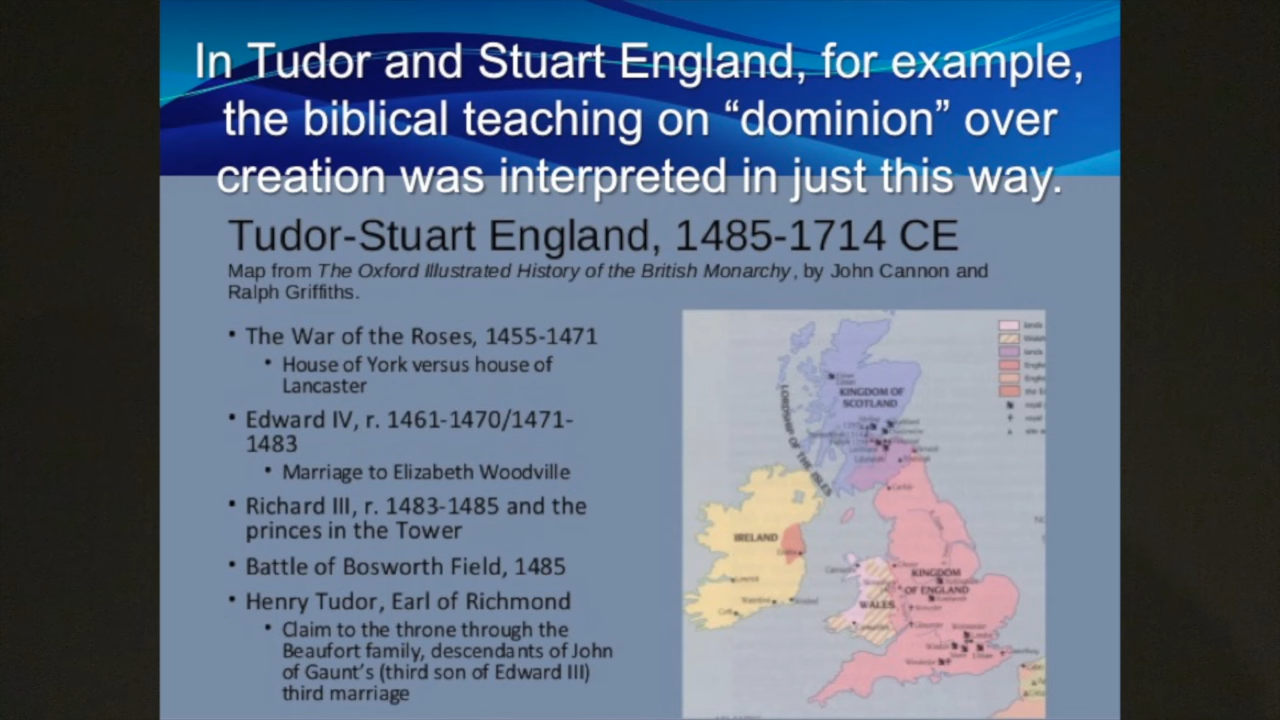 In Tudor and Stuart England, for example,
the biblical teaching on “dominion” over
creation was interpreted in just this way.
Tudor-Stuart England, 1485-1714 CE
Map from The Oxford Illustrated History of the British Monarchy, by John Cannon and
Ralph Griffiths.
• The War of the Roses, 1455-1471
• House of York versus house of
Lancaster
• Edward IV, r. 1461-1470/1471-
1483
• Marriage to Elizabeth Woodville
• Richard III, r. 1483-1485 and the
princes in the Tower
• Battle of Bosworth Field, 1485
• Henry Tudor, Earl of Richmond
• Claim to the throne through the
Beaufort family, descendants of John
of Gaunt’s (third son of Edward III)
third marriage
KINGDOM OF
SCOTLAND
LORDSHIP OF THE ISLES
IRELAND
KINGDOM
OF ENGLAND
WALES